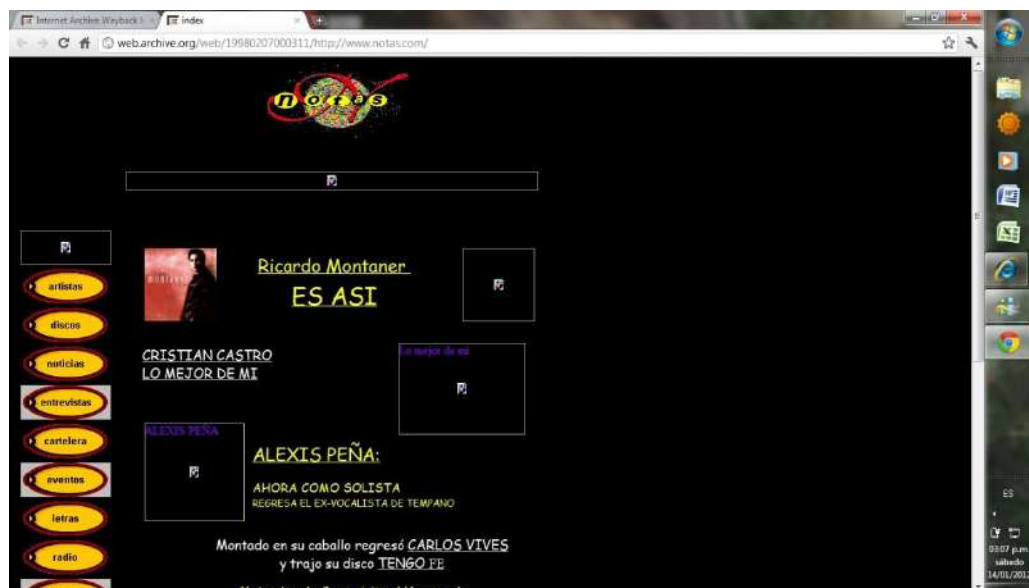 Internet Archive Wayback
index
web.archive.org/web/19980207000311/http://www.notas.com/
notas
MONTANER
Ricardo Montaner
ES ASI
artistas
discos
noticias
entrevistas
cartelera
eventos
letras
radio
CRISTIAN CASTRO
LO MEJOR DE MI
Lo mejor de mi
ALEXIS PEÑA
ALEXIS PEÑA:
AHORA COMO SOLISTA
REGRESA EL EX-VOCALISTA DE TEMPANO
Montado en su caballo regresó CARLOS VIVES
y trajo su disco TENGO FE
ES
03:07 p.m.
sábado